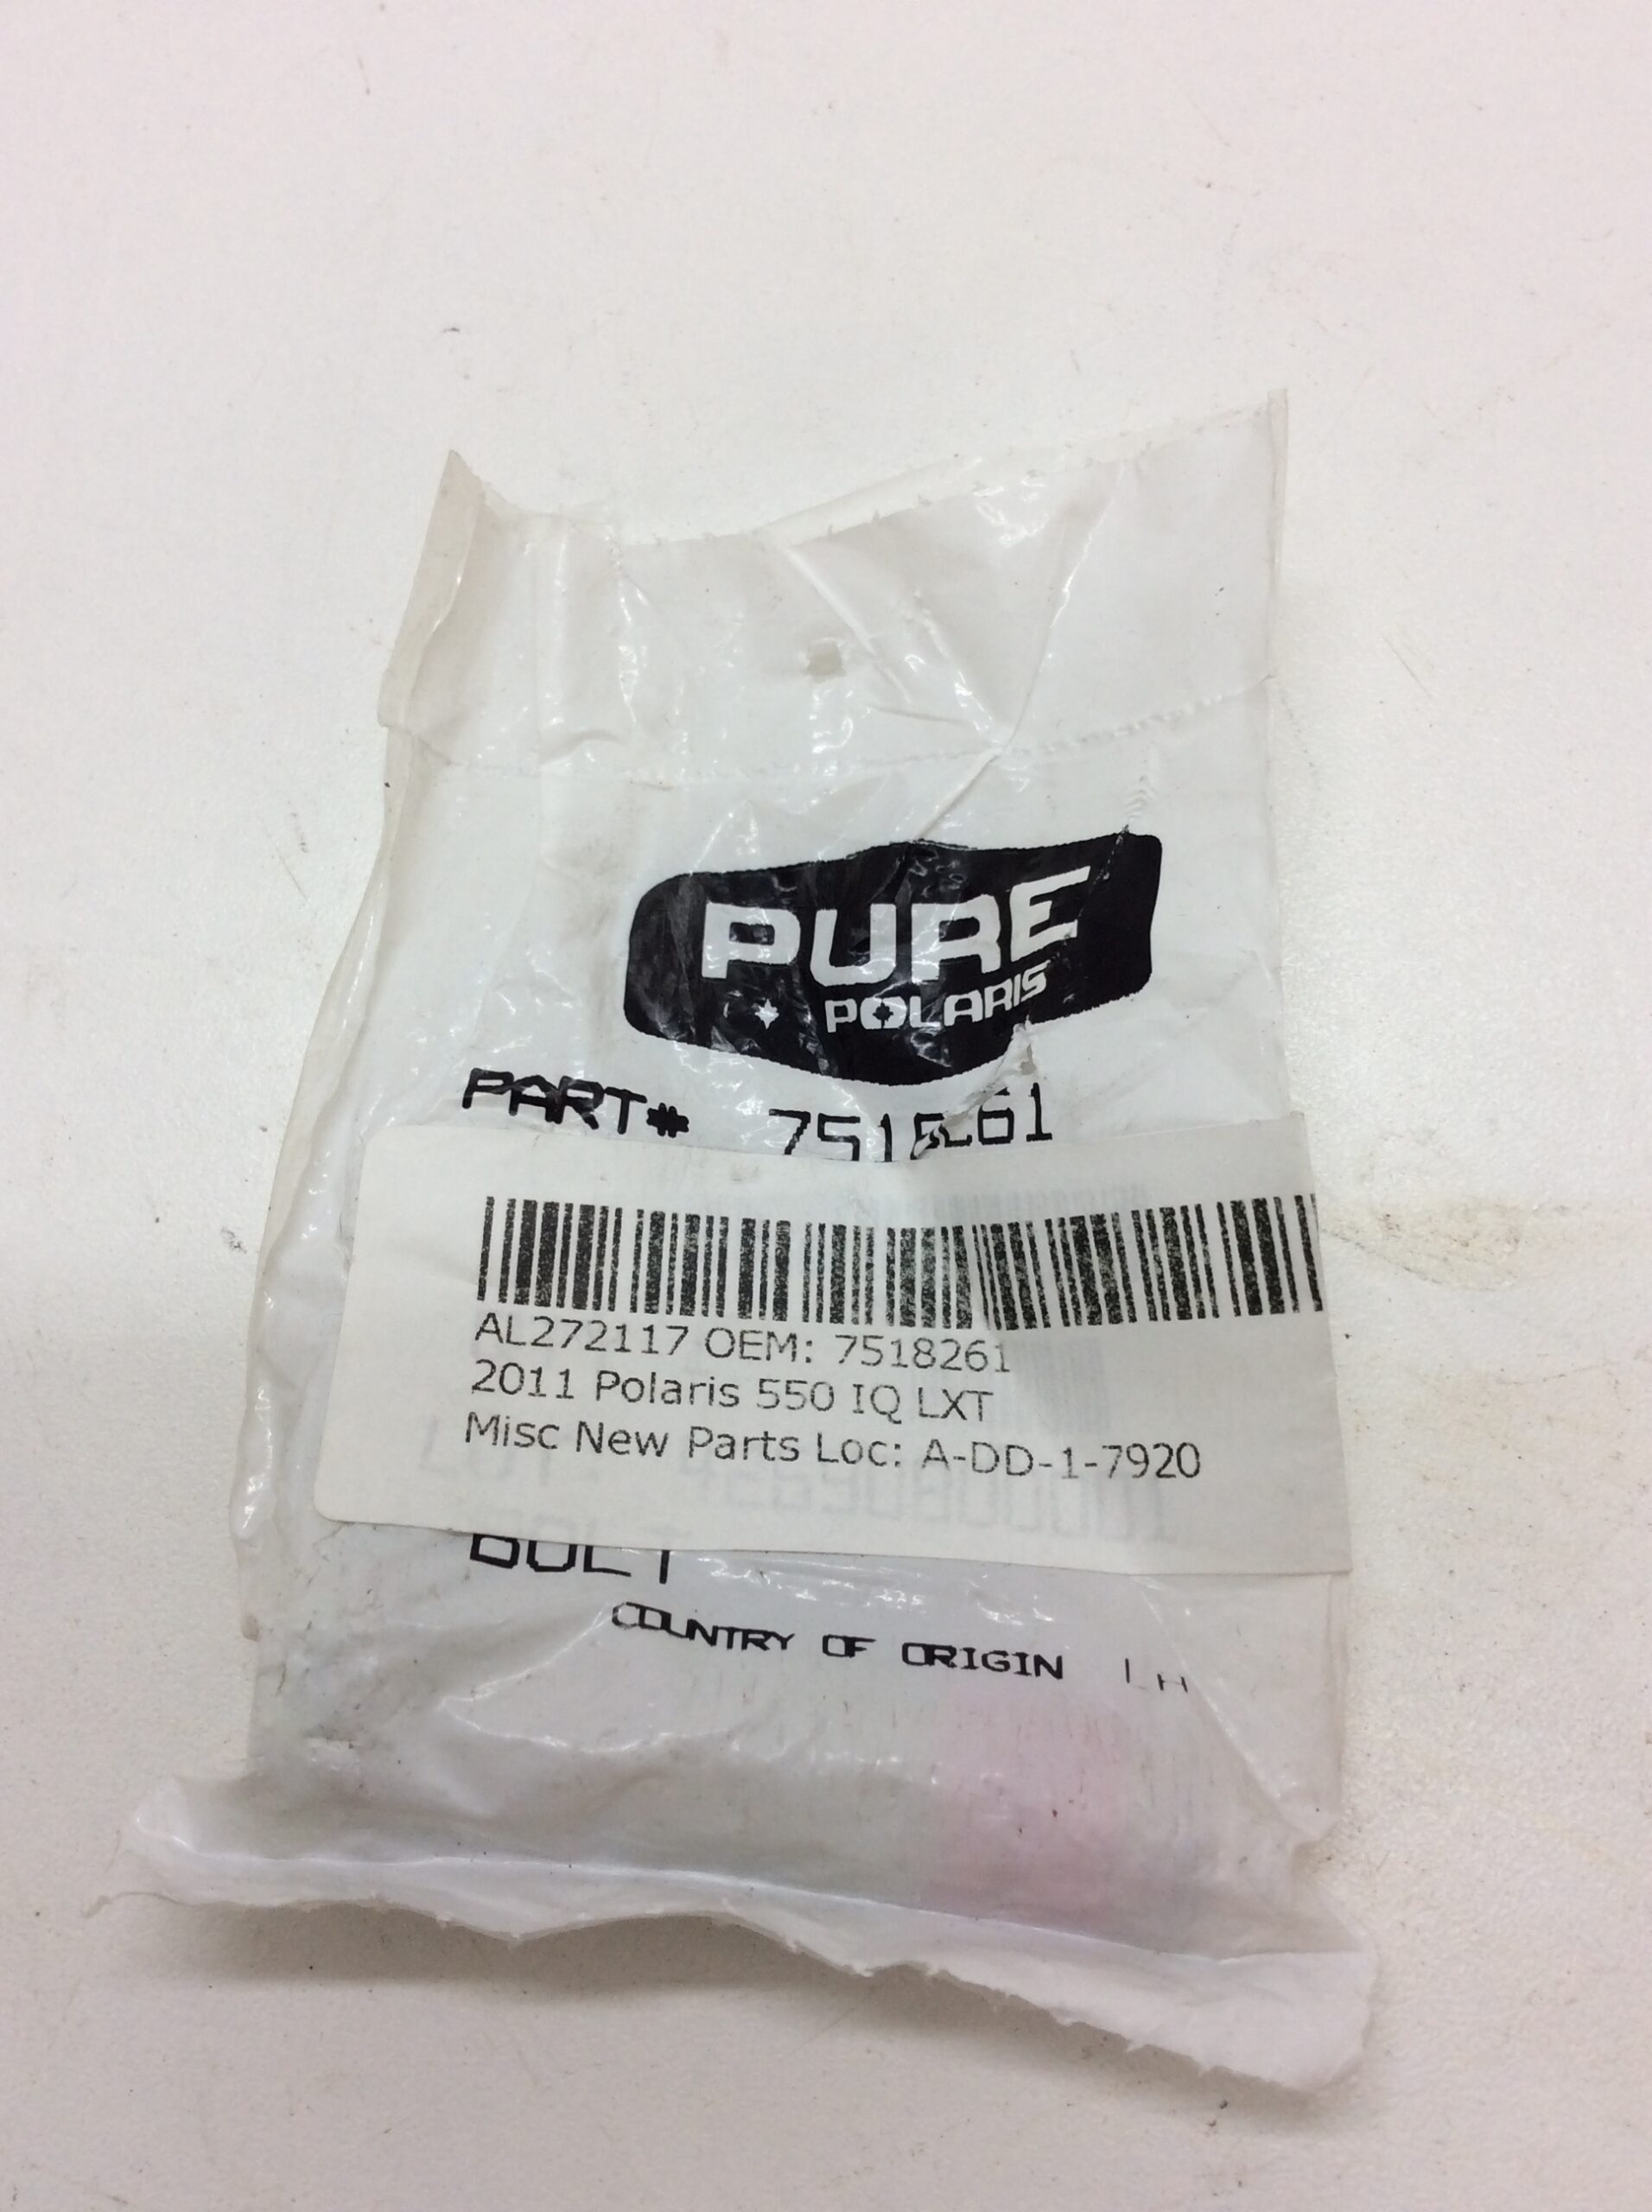 PURE
POLARIS
PART# 7518261
AL272117 OEM: 7518261
2011 Polaris 550 IQ LXT
Misc New Parts Loc: A-DD-1-7920
BOLT
COUNTRY OF ORIGIN